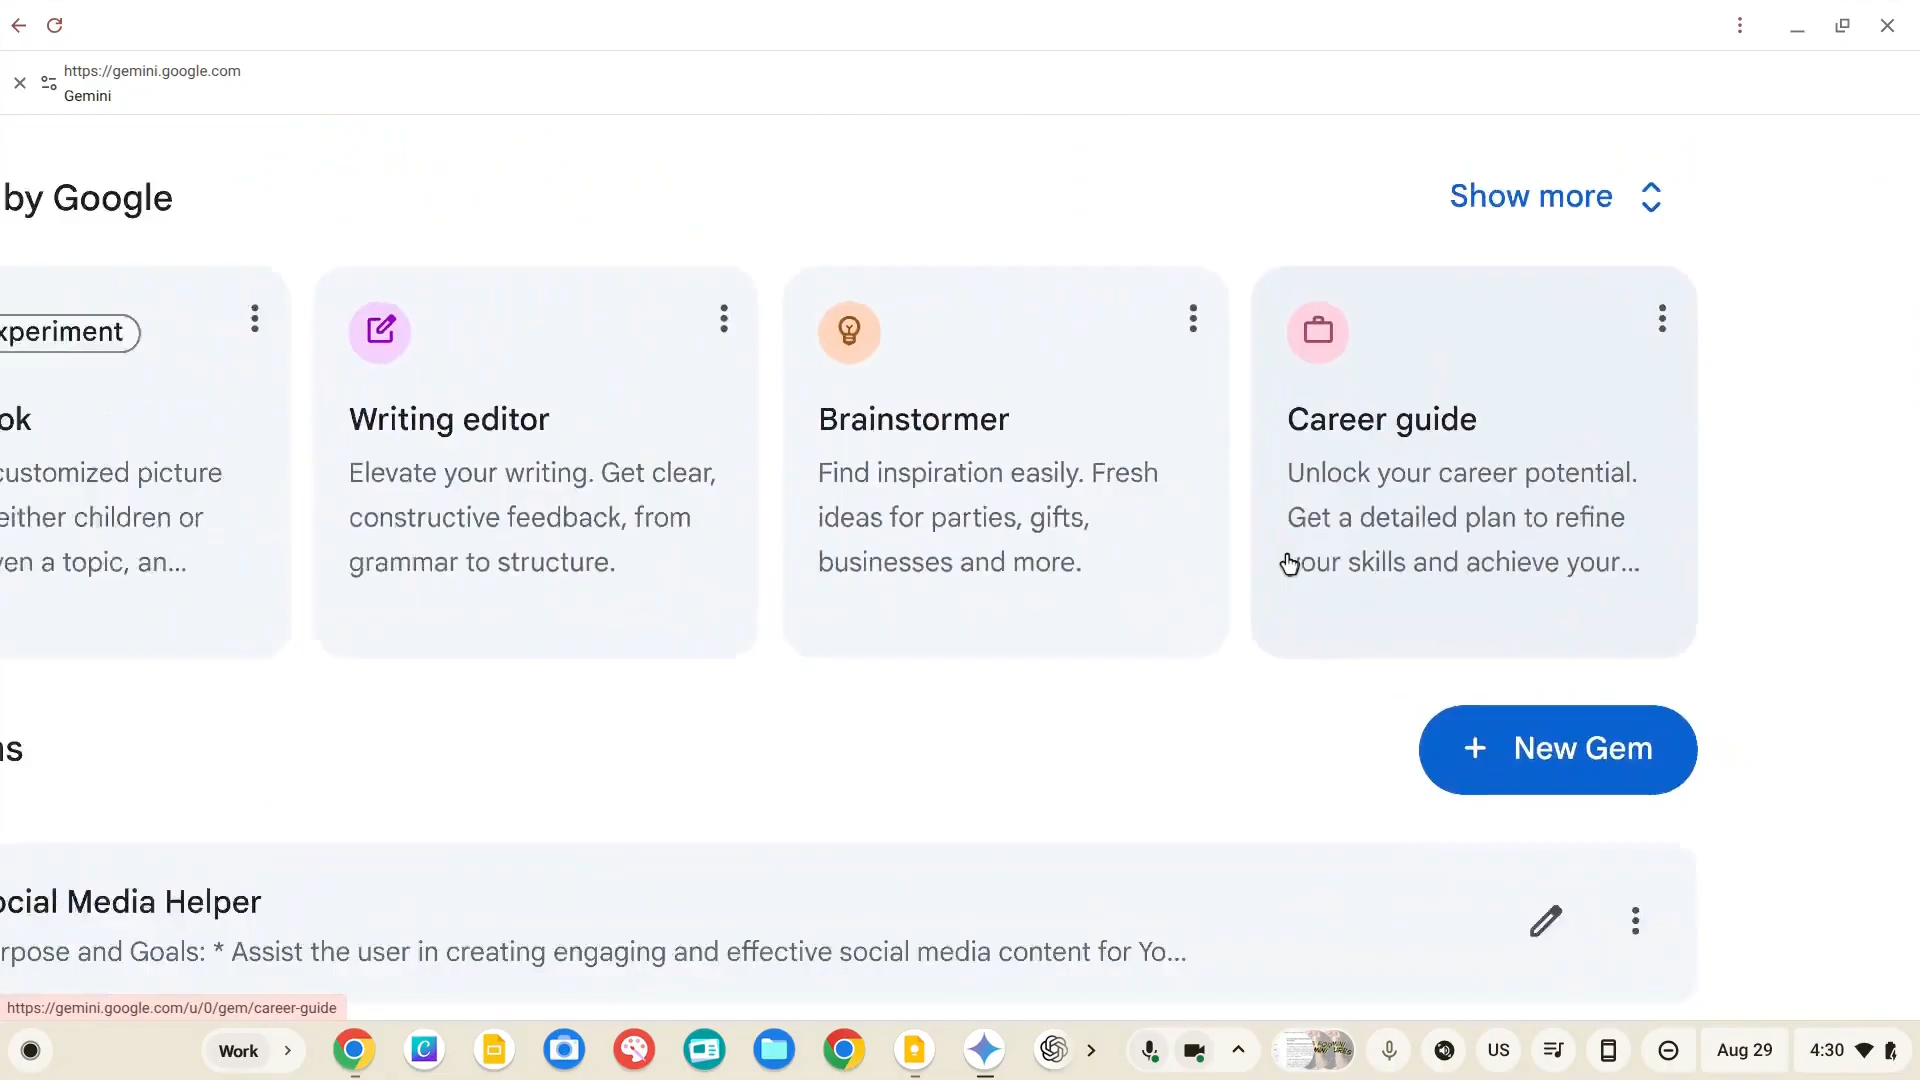 https://gemini.google.com
Gemini
by Google
Show more
xperiment
ok
customized picture
either children or
ven a topic, an...
Writing editor
Elevate your writing. Get clear,
constructive feedback, from
grammar to structure.
Brainstormer
Find inspiration easily. Fresh
ideas for parties, gifts,
businesses and more.
Career guide
Unlock your career potential.
Get a detailed plan to refine
your skills and achieve your...
ms
+ New Gem
ocial Media Helper
rpose and Goals: * Assist the user in creating engaging and effective social media content for Yo...
https://gemini.google.com/u/0/gem/career-guide
Work
US
Aug 29
4:30